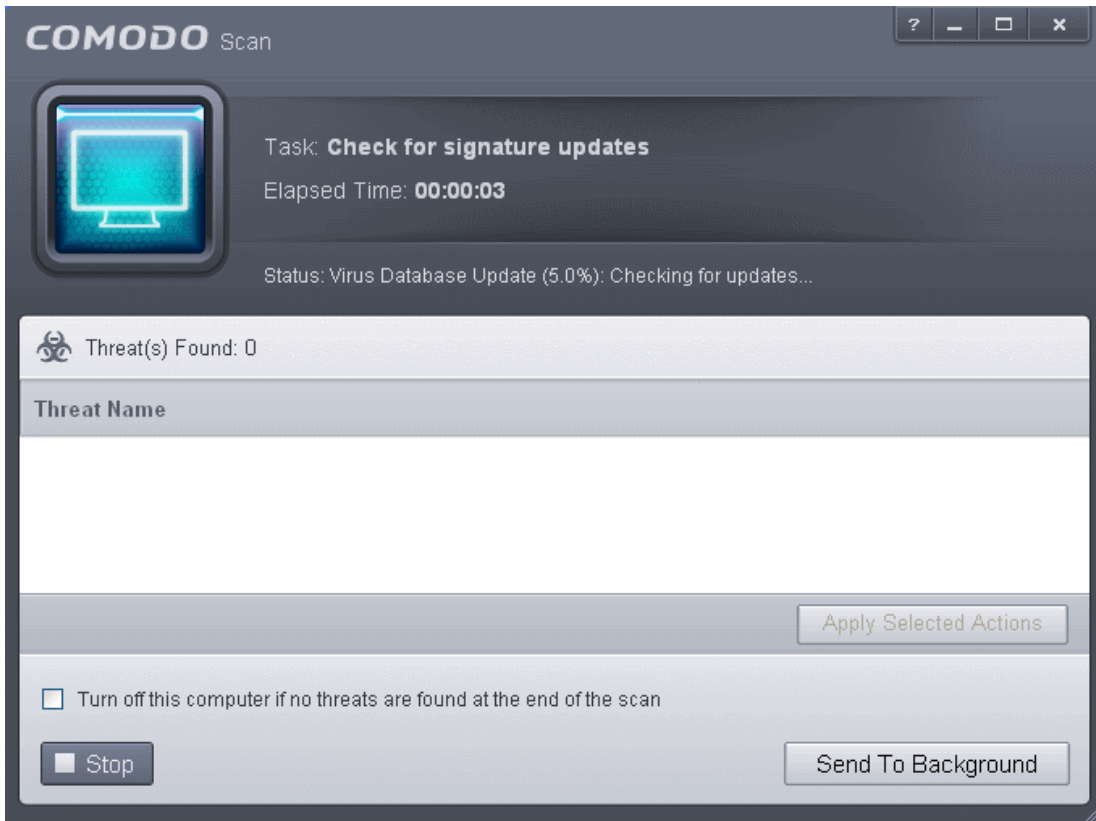 COMODO Scan
?
Task: Check for signature updates
Elapsed Time: 00:00:03
Status: Virus Database Update (5.0%): Checking for updates...
Threat(s) Found: 0
Threat Name
Apply Selected Actions
Turn off this computer if no threats are found at the end of the scan
Stop
Send To Background